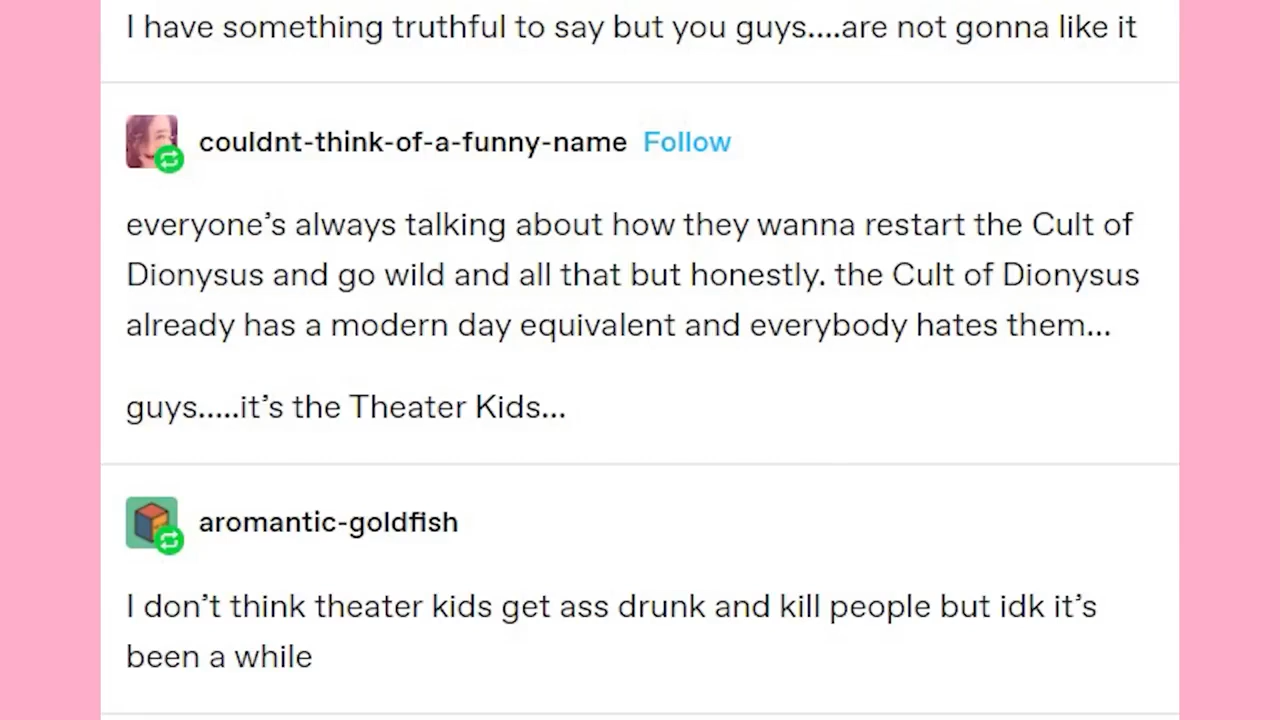 I have something truthful to say but you guys....are not gonna like it
couldnt-think-of-a-funny-name Follow
everyone’s always talking about how they wanna restart the Cult of
Dionysus and go wild and all that but honestly. the Cult of Dionysus
already has a modern day equivalent and everybody hates them...
guys.....it’s the Theater Kids...
aromantic-goldfish
I don’t think theater kids get ass drunk and kill people but idk it’s
been a while